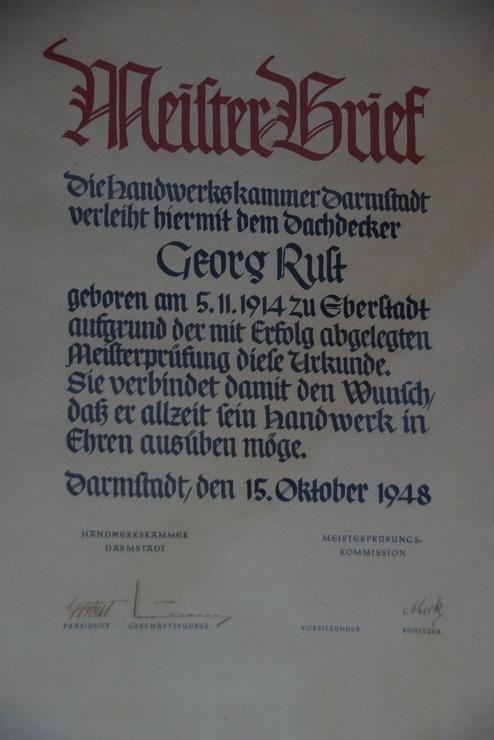 Meister-Brief
Die Handwerkskammer Darmstadt
verleiht hiermit dem Dachdecker
Georg Rust
geboren am 5.11.1914 zu Eberstadt
aufgrund der mit Erfolg abgelegten
Meisterprüfung diese Urkunde.
Sie verbindet damit den Wunsch,
daß er allzeit sein Handwerk in
Ehren ausüben möge.
Darmstadt, den 15. Oktober 1948
HANDWERKSKAMMER
DARMSTADT
MEISTERPRÜFUNGS-
KOMMISSION
PRÄSIDENT GESCHÄFTSFÜHRER
VORSITZENDER BEISITZER